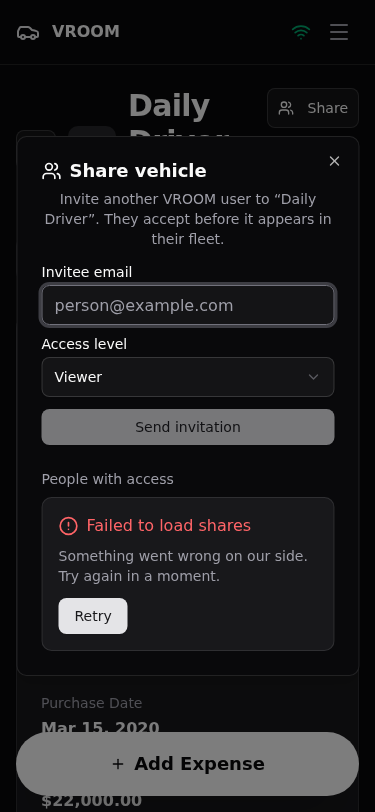 VROOM
Daily
Driver
Share
Share vehicle
Invite another VROOM user to “Daily
Driver”. They accept before it appears in
their fleet.
Invitee email
person@example.com
Access level
Viewer
Send invitation
People with access
Failed to load shares
Something went wrong on our side.
Try again in a moment.
Retry
Purchase Date
Mar 15, 2020
+ Add Expense
$22,000.00